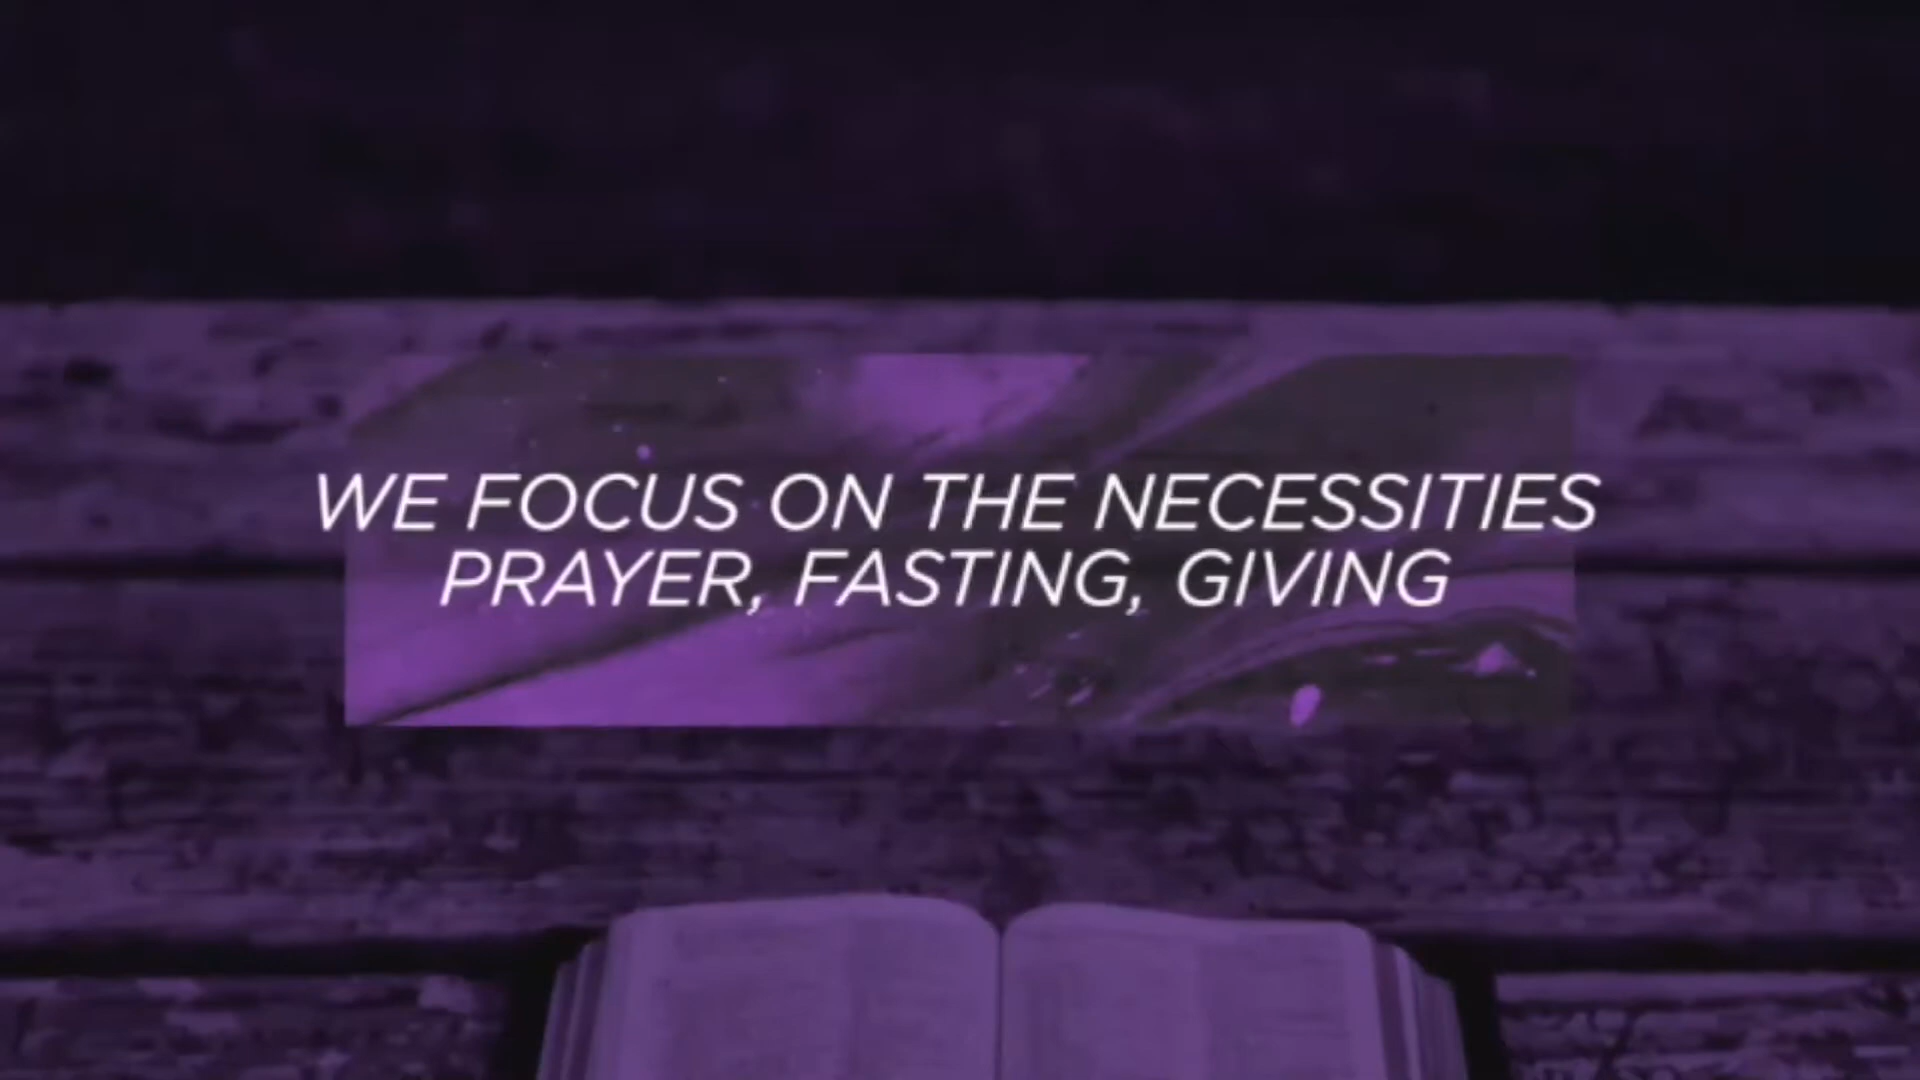 WE FOCUS ON THE NECESSITIES
PRAYER, FASTING, GIVING